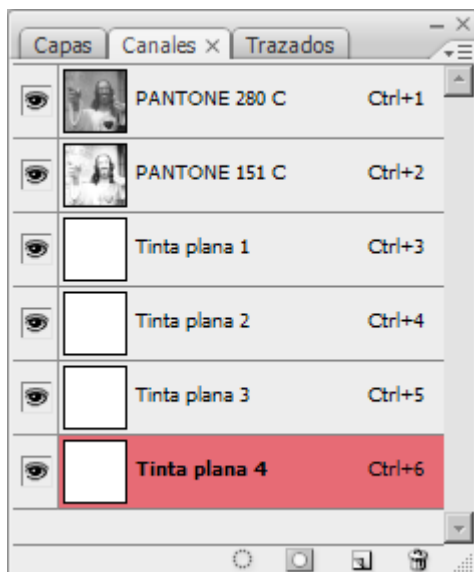 Capas Canales × Trazados
PANTONE 280 C Ctrl+1
PANTONE 151 C Ctrl+2
Tinta plana 1 Ctrl+3
Tinta plana 2 Ctrl+4
Tinta plana 3 Ctrl+5
Tinta plana 4 Ctrl+6